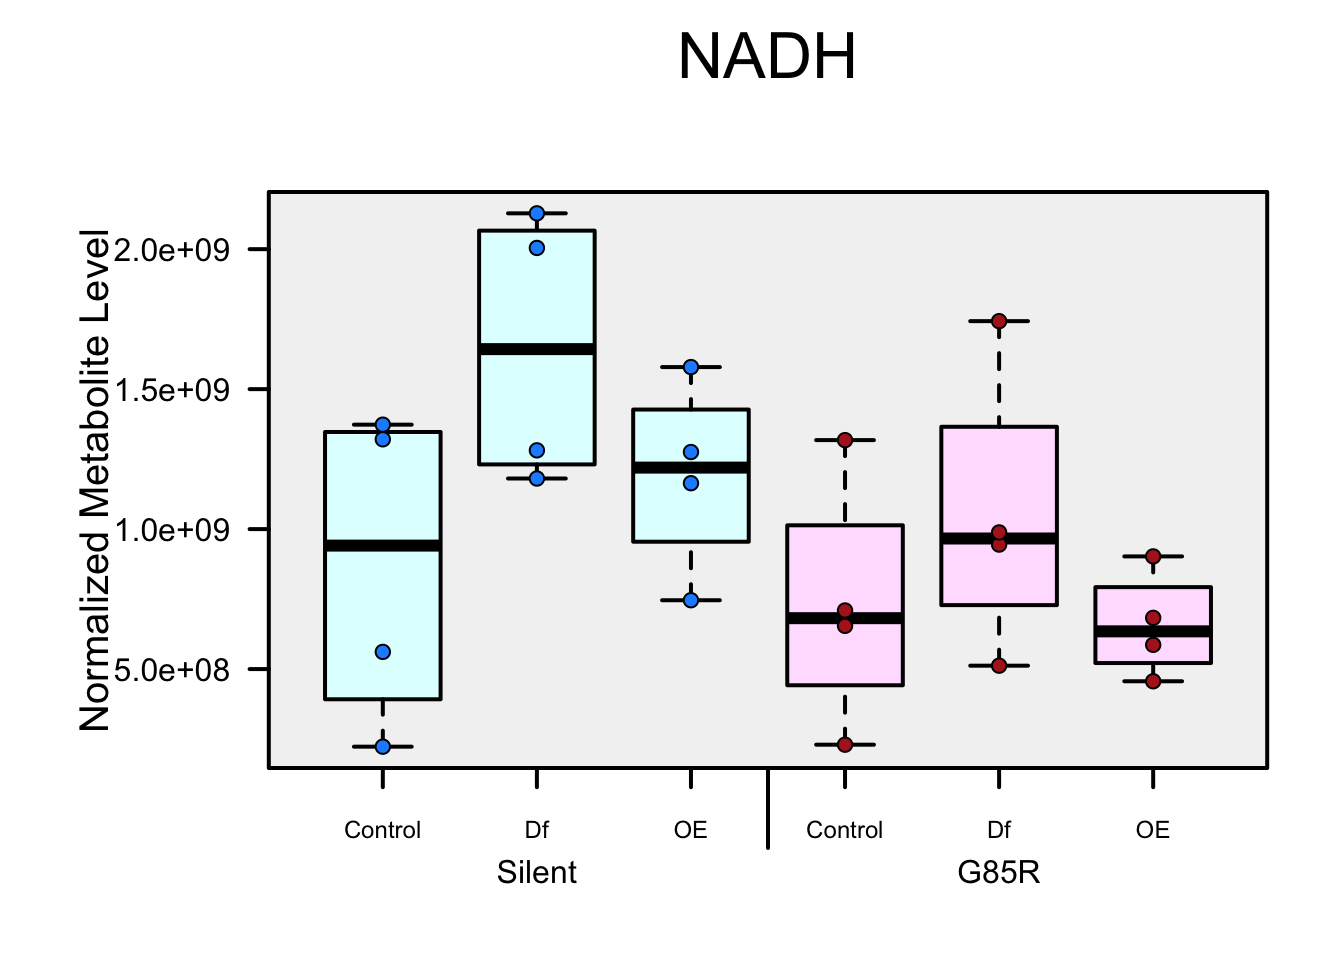 NADH
Normalized Metabolite Level
2.0e+09
1.5e+09
1.0e+09
5.0e+08
Control Df OE Control Df OE
Silent G85R